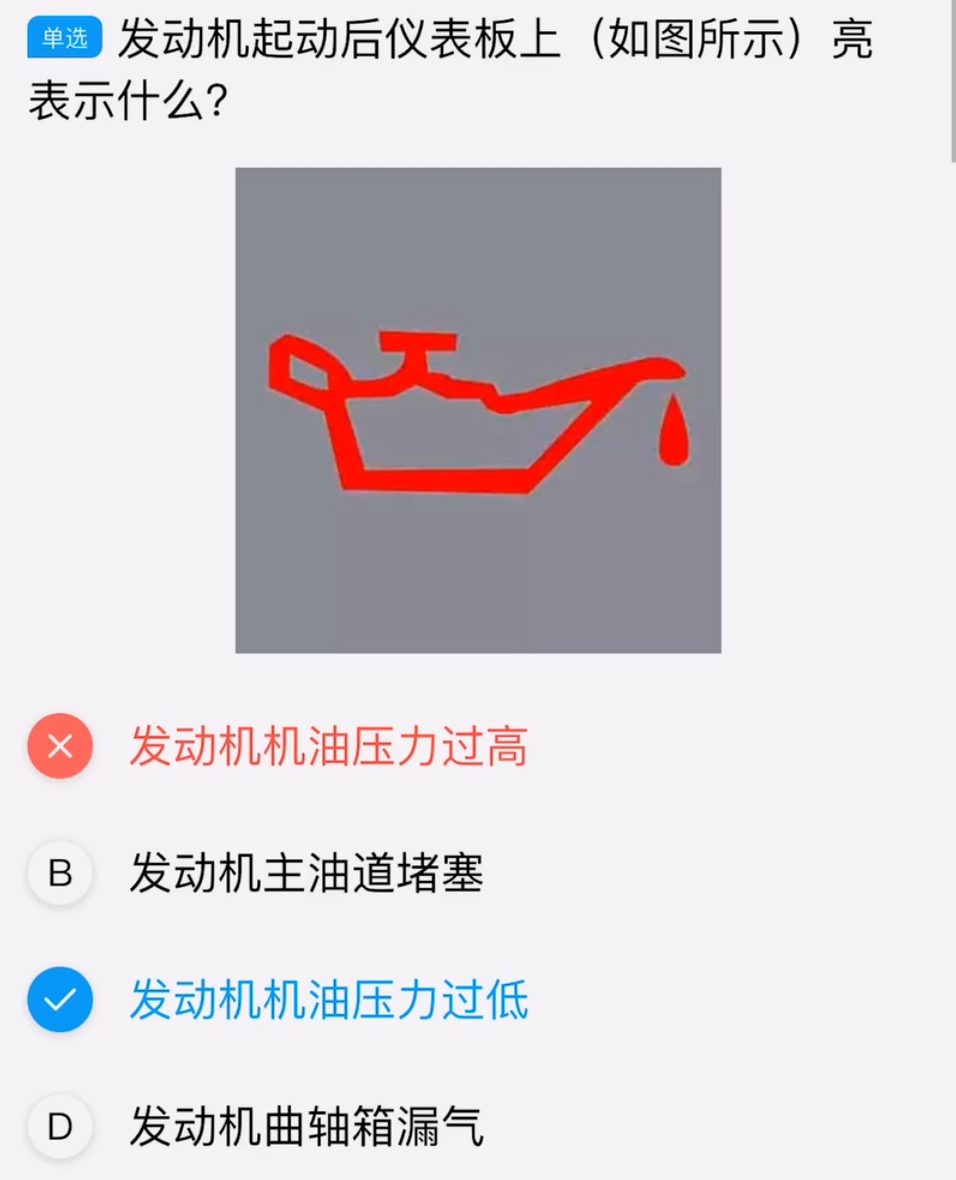 单选 发动机起动后仪表板上（如图所示）亮
表示什么?
发动机机油压力过高
B 发动机主油道堵塞
发动机机油压力过低
D 发动机曲轴箱漏气